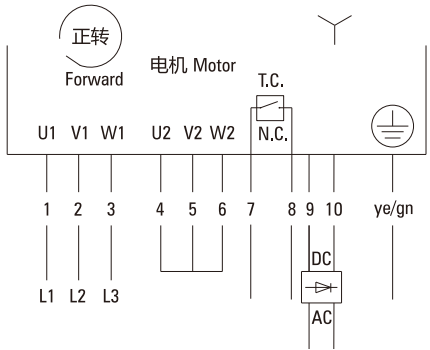 正转
Forward
电机 Motor
T.C.
N.C.
U1 V1 W1 U2 V2 W2
1 2 3 4 5 6 7 8 9 10 ye/gn
DC
L1 L2 L3
AC